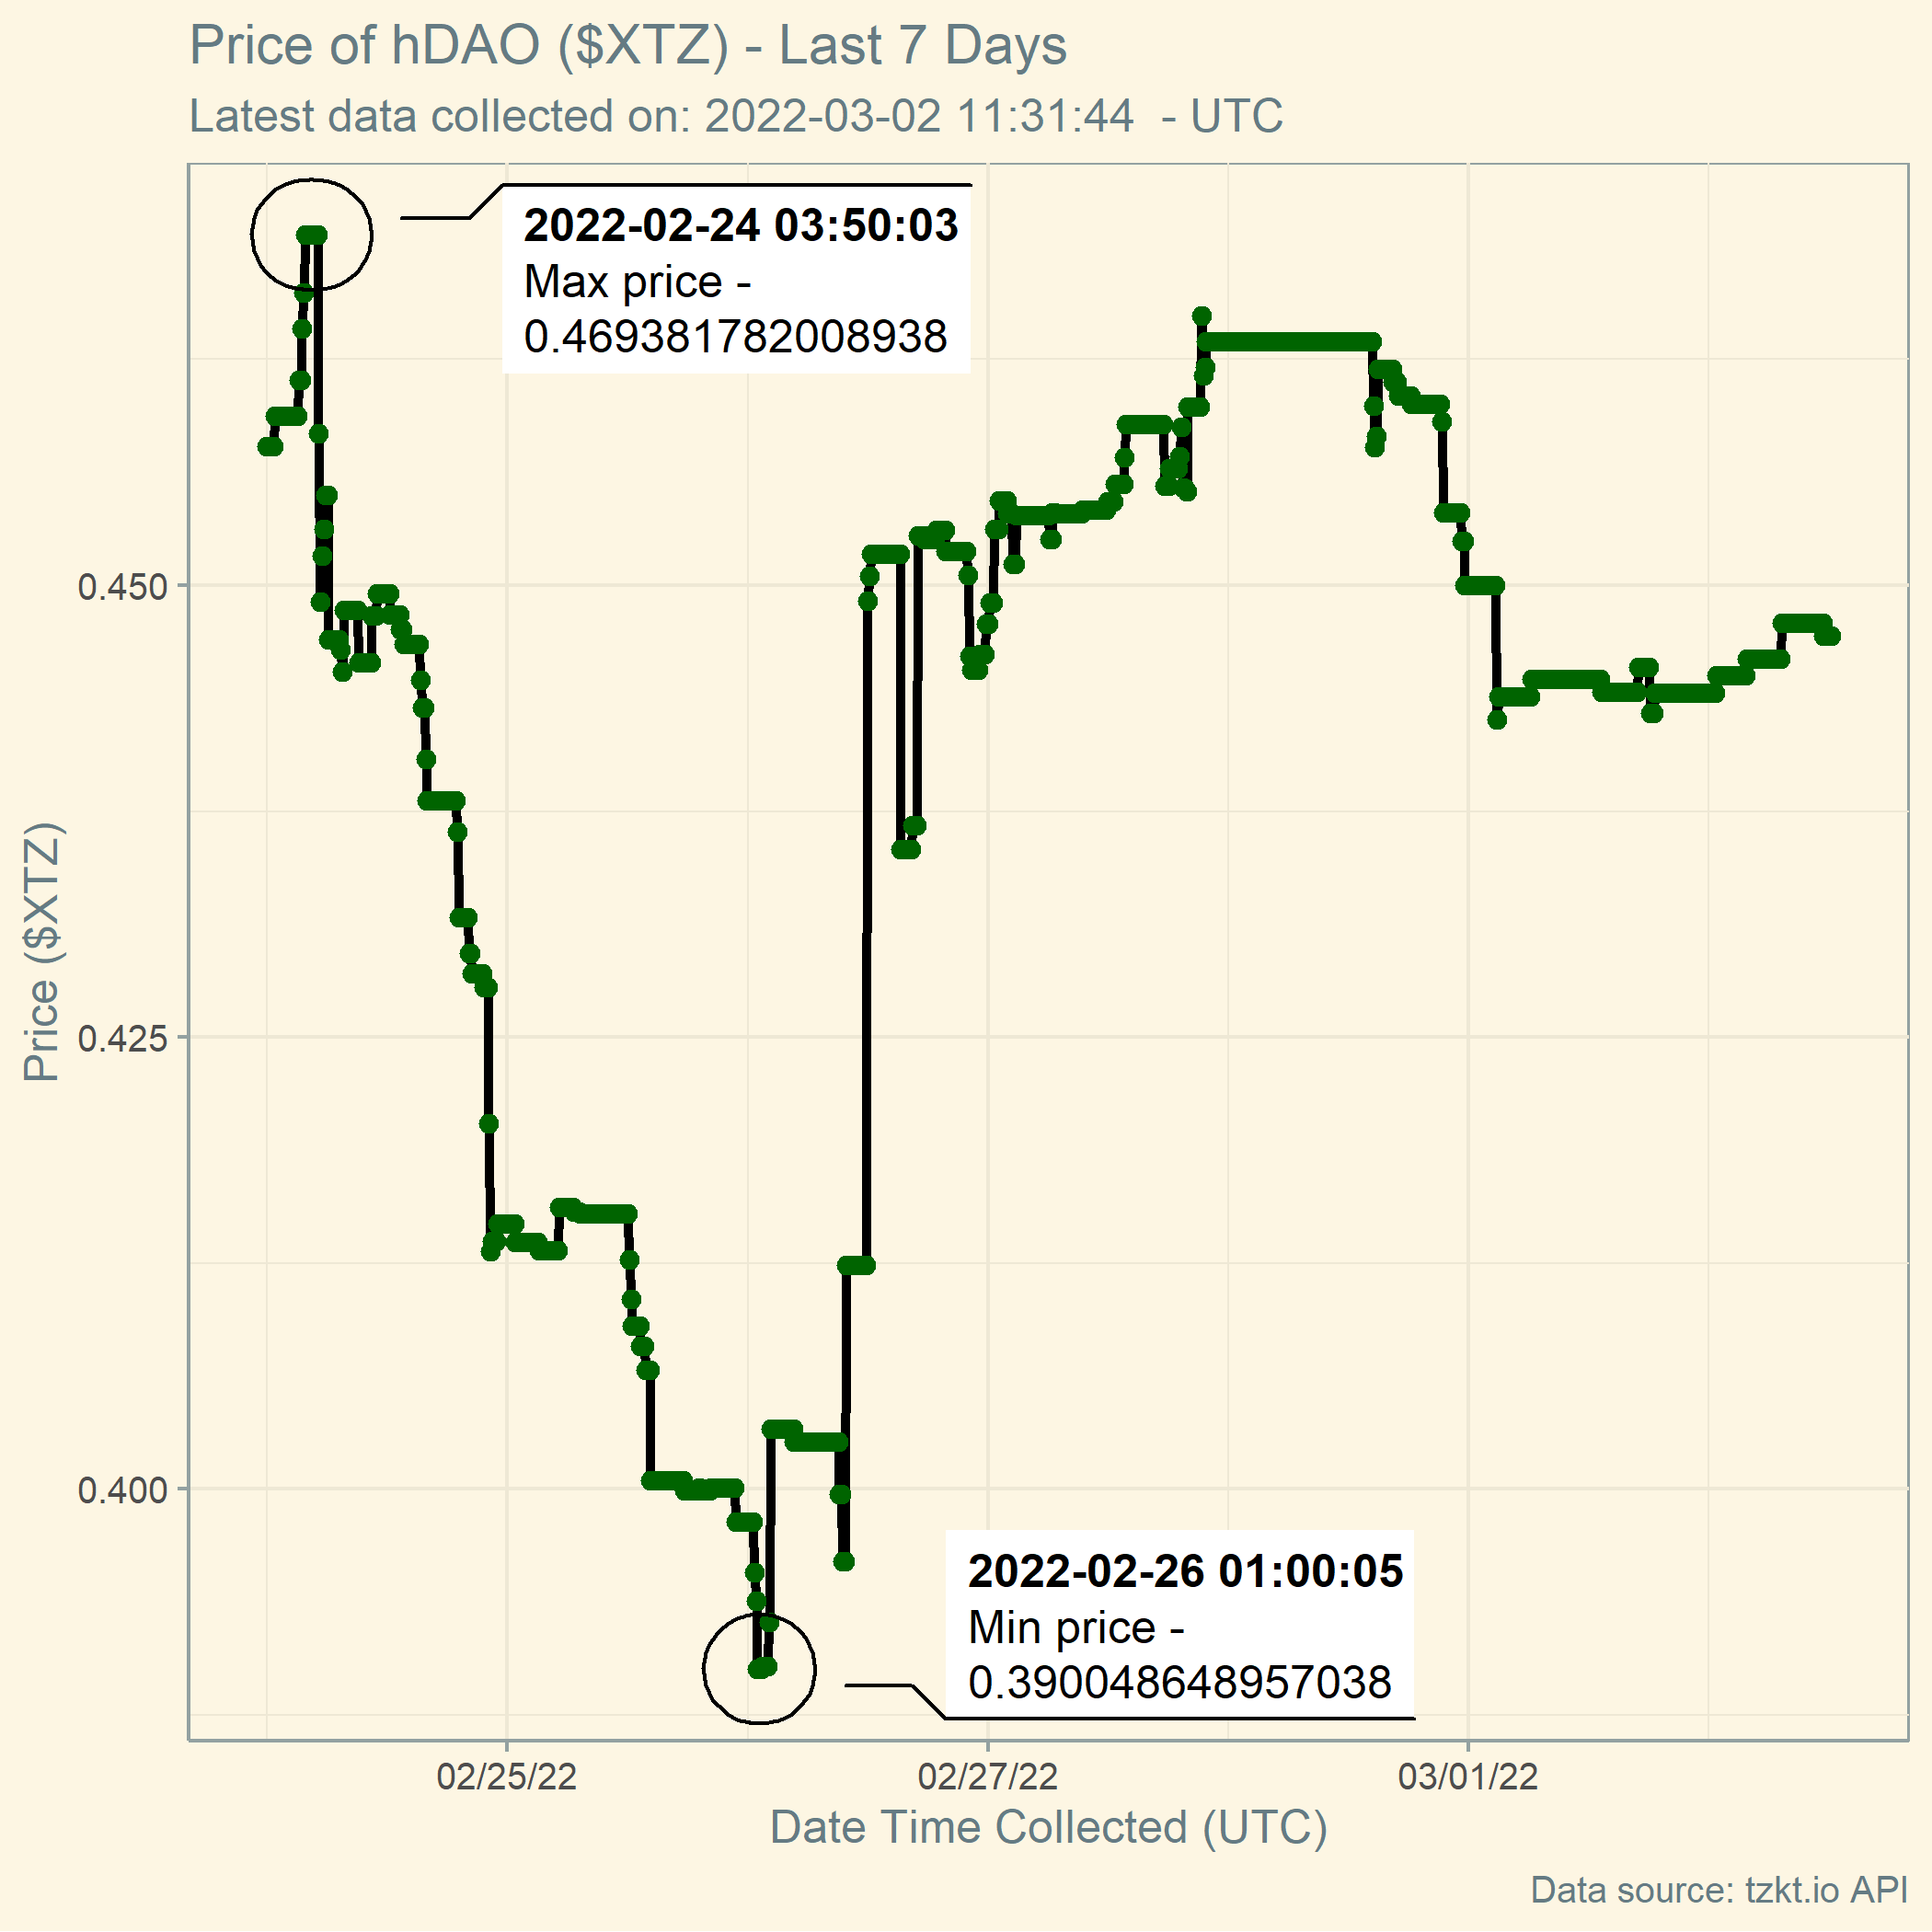 Price of hDAO ($XTZ) - Last 7 Days
Latest data collected on: 2022-03-02 11:31:44  - UTC
2022-02-24 03:50:03
Max price -
0.469381782008938
Price ($XTZ)
0.450
0.425
0.400
2022-02-26 01:00:05
Min price -
0.390048648957038
02/25/22
02/27/22
03/01/22
Date Time Collected (UTC)
Data source: tzkt.io API